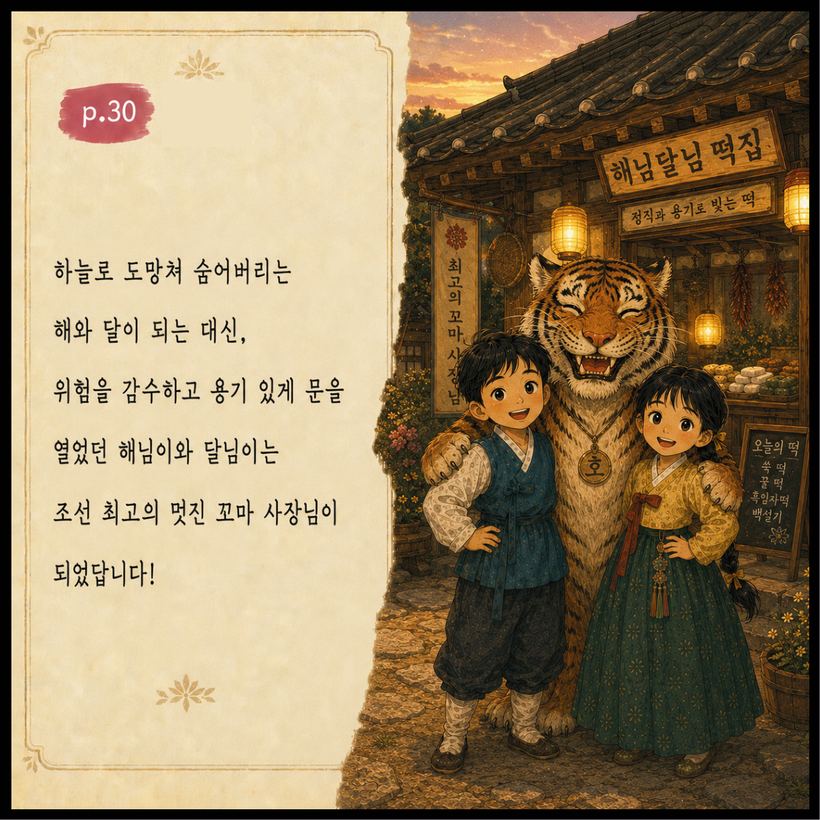 p.30
하늘로 도망쳐 숨어버리는
해와 달이 되는 대신,
위험을 감수하고 용기 있게 문을
열었던 해님이와 달님이는
조선 최고의 멋진 꼬마 사장님이
되었답니다!
해님달님 떡집
정직과 용기로 빚는 떡
최고의 꼬마 사장님
호
오늘의 떡
쑥 떡
꿀 떡
흑임자떡
백설기